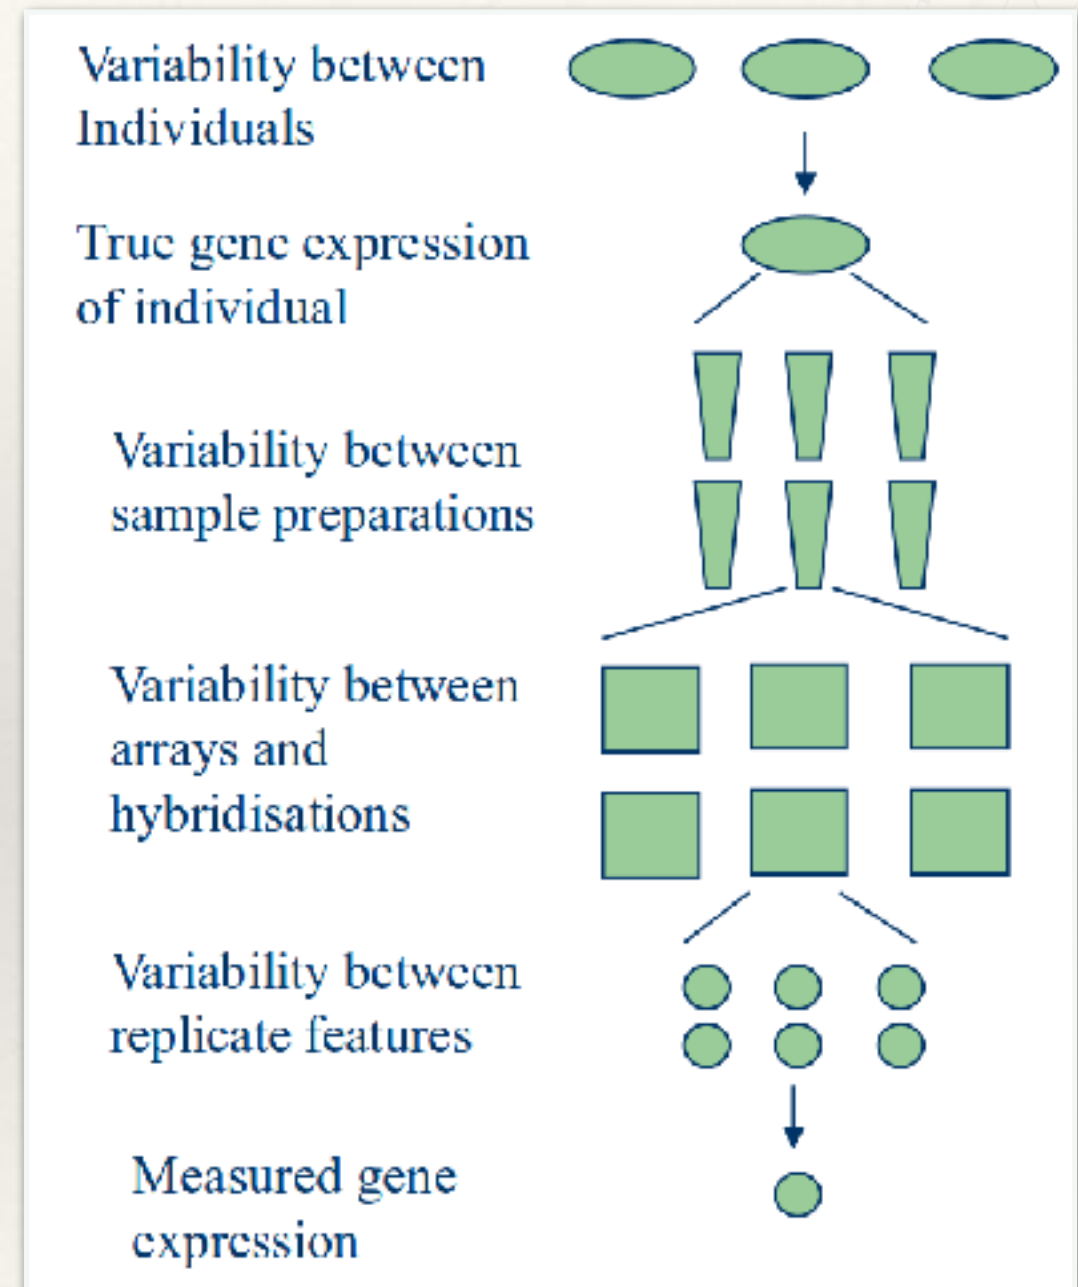 Variability between
Individuals
True gene expression
of individual
Variability between
sample preparations
Variability between
arrays and
hybridisations
Variability between
replicate features
Measured gene
expression